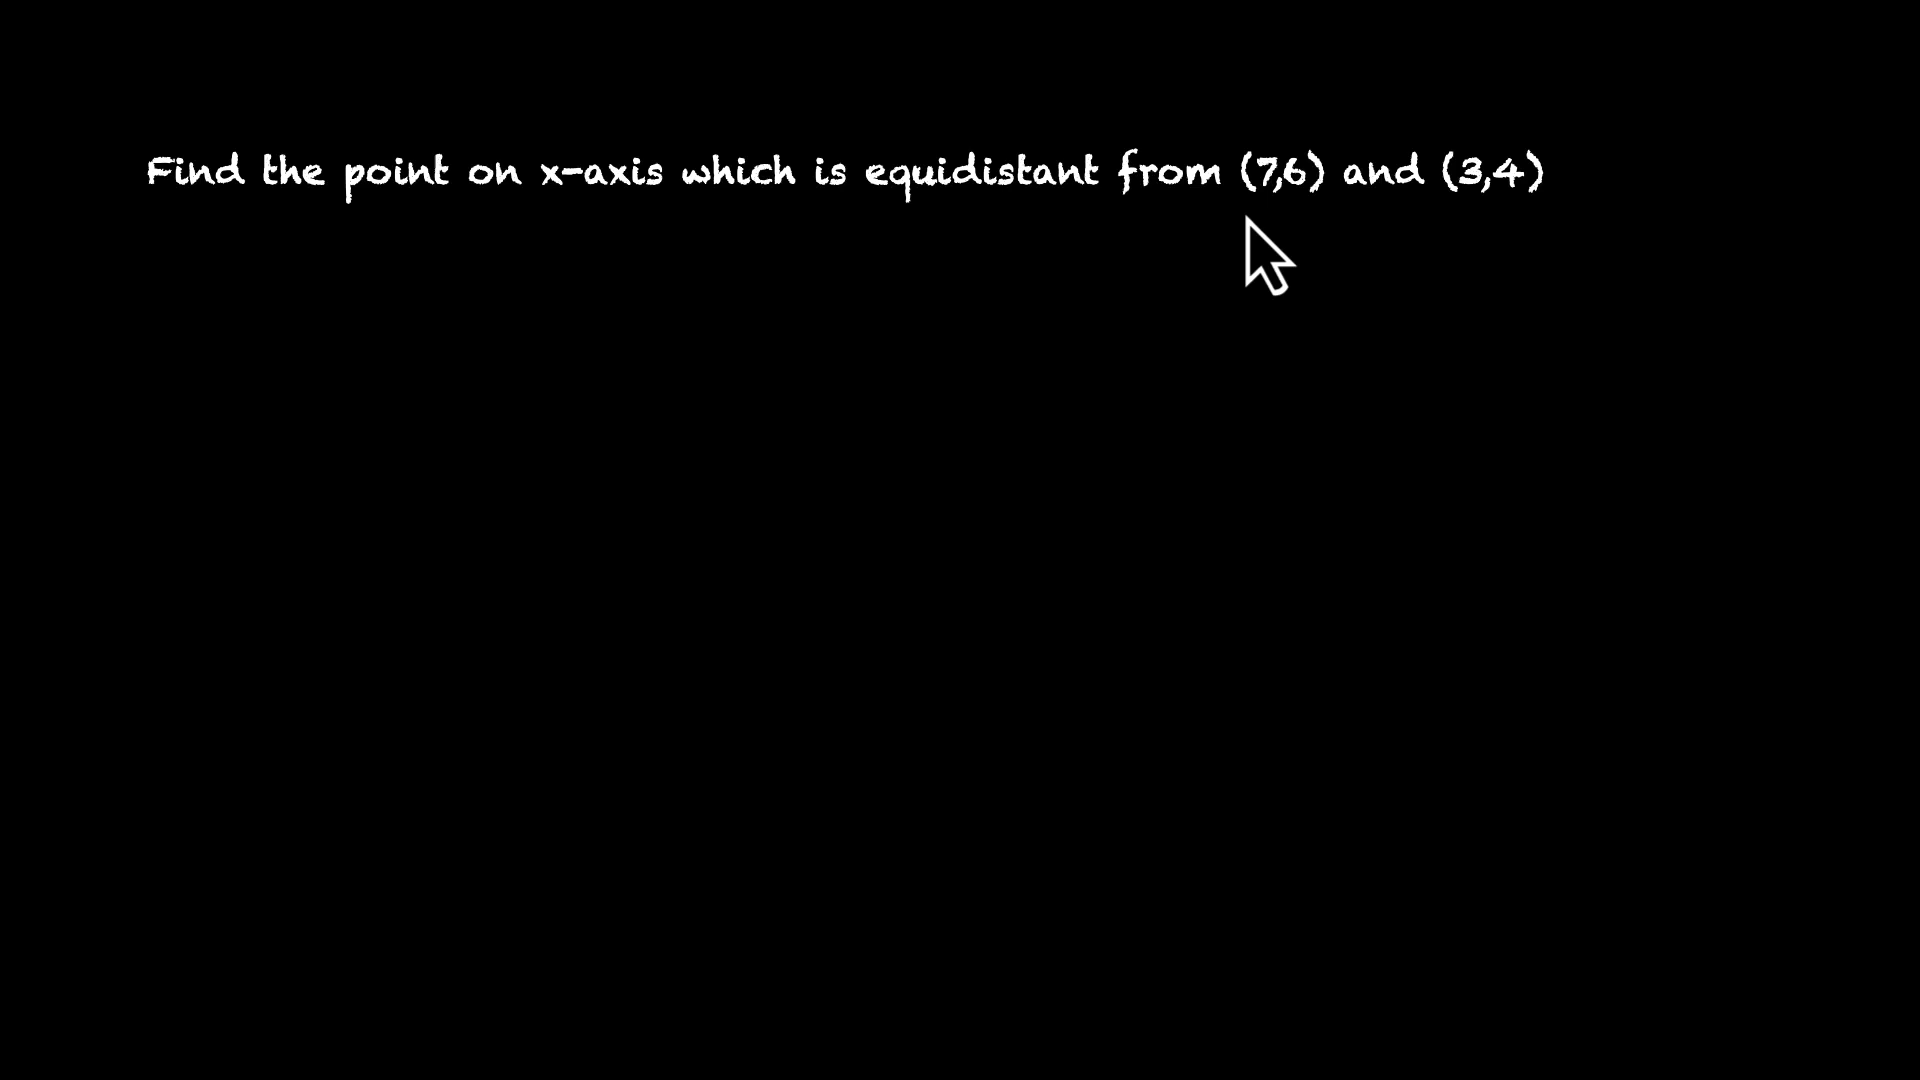 Find the point on x-axis which is equidistant from (7,6) and (3,4)